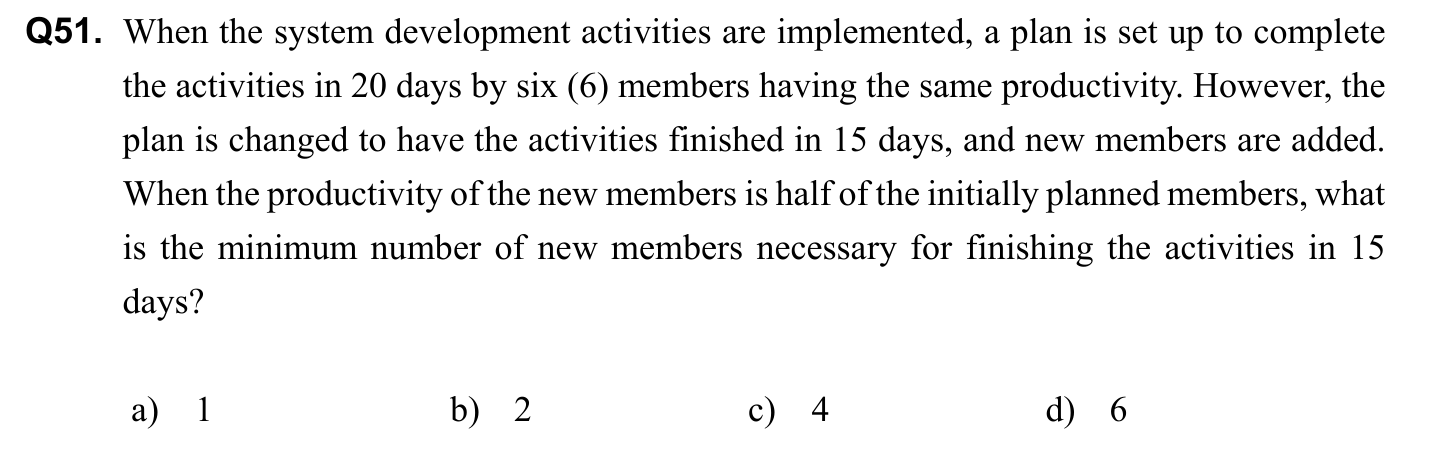 Q51. When the system development activities are implemented, a plan is set up to complete
the activities in 20 days by six (6) members having the same productivity. However, the
plan is changed to have the activities finished in 15 days, and new members are added.
When the productivity of the new members is half of the initially planned members, what
is the minimum number of new members necessary for finishing the activities in 15
days?
a) 1 b) 2 c) 4 d) 6